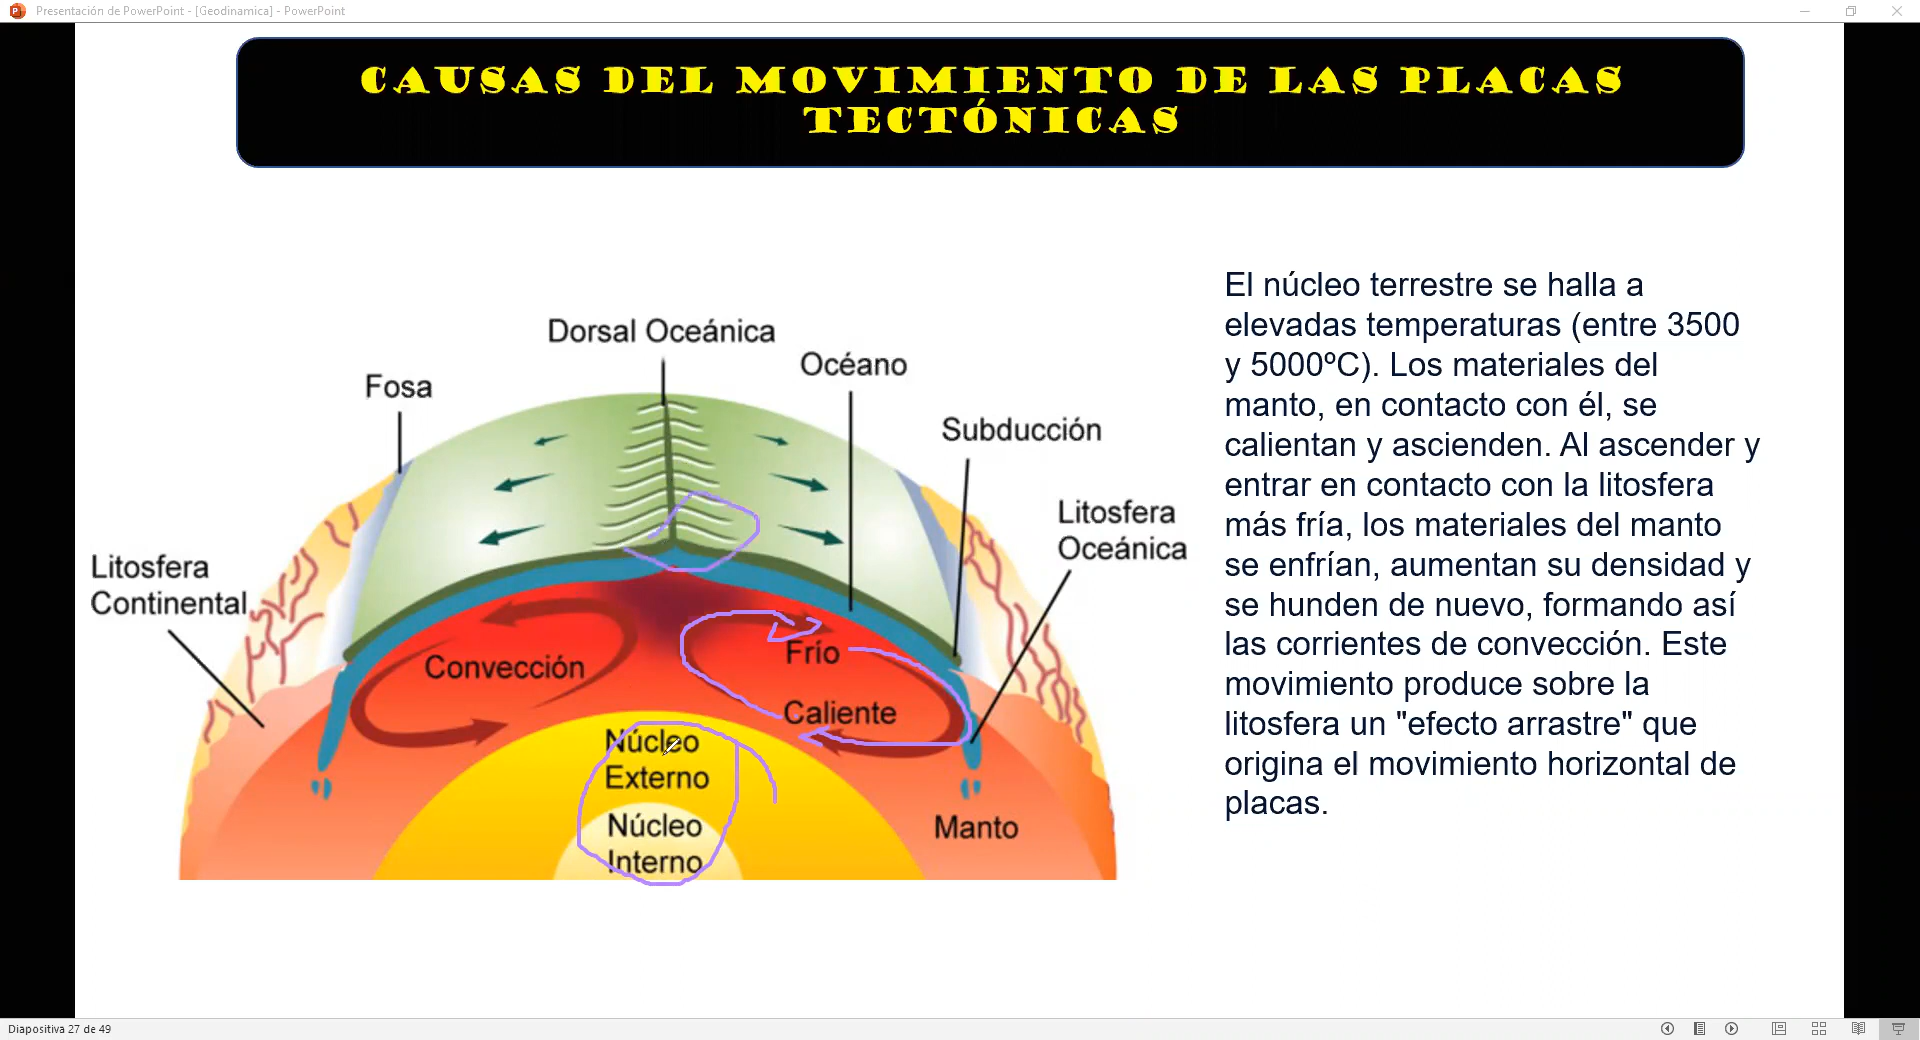 Presentación de PowerPoint - [Geodinamica] - PowerPoint
CAUSAS DEL MOVIMIENTO DE LAS PLACAS
TECTÓNICAS
Dorsal Oceánica
Océano
Fosa
Subducción
Litosfera
Oceánica
Litosfera
Continental
Convección
Frío
Caliente
Núcleo
Externo
Núcleo
Interno
Manto
El núcleo terrestre se halla a
elevadas temperaturas (entre 3500
y 5000ºC). Los materiales del
manto, en contacto con él, se
calientan y ascienden. Al ascender y
entrar en contacto con la litosfera
más fría, los materiales del manto
se enfrían, aumentan su densidad y
se hunden de nuevo, formando así
las corrientes de convección. Este
movimiento produce sobre la
litosfera un "efecto arrastre" que
origina el movimiento horizontal de
placas.
Diapositiva 27 de 49